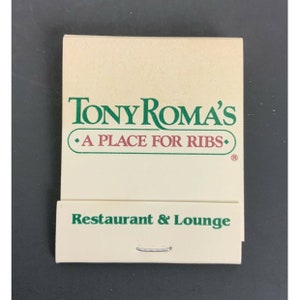 TONY ROMA'S
• A PLACE FOR RIBS •
®
Restaurant & Lounge